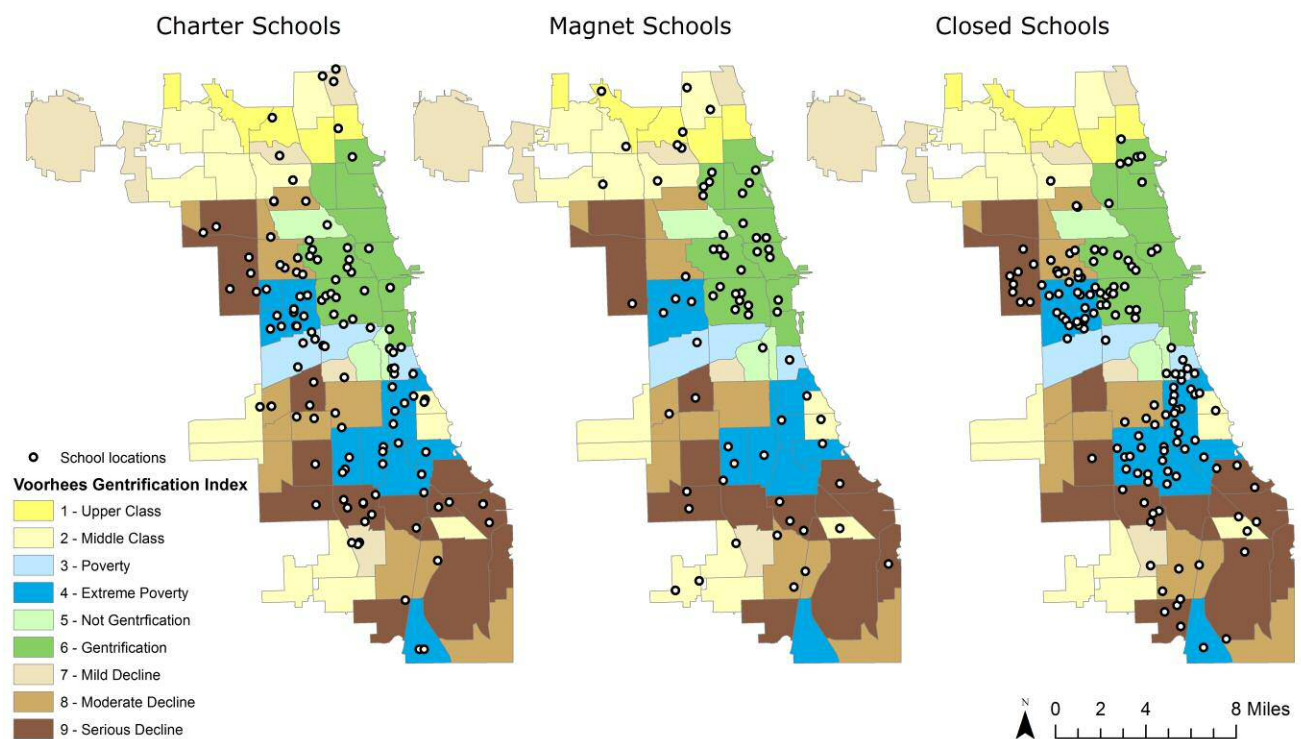 Charter Schools
Magnet Schools
Closed Schools
School locations
Voorhees Gentrification Index
1 - Upper Class
2 - Middle Class
3 - Poverty
4 - Extreme Poverty
5 - Not Gentrfication
6 - Gentrification
7 - Mild Decline
8 - Moderate Decline
9 - Serious Decline
N
0 2 4 8 Miles